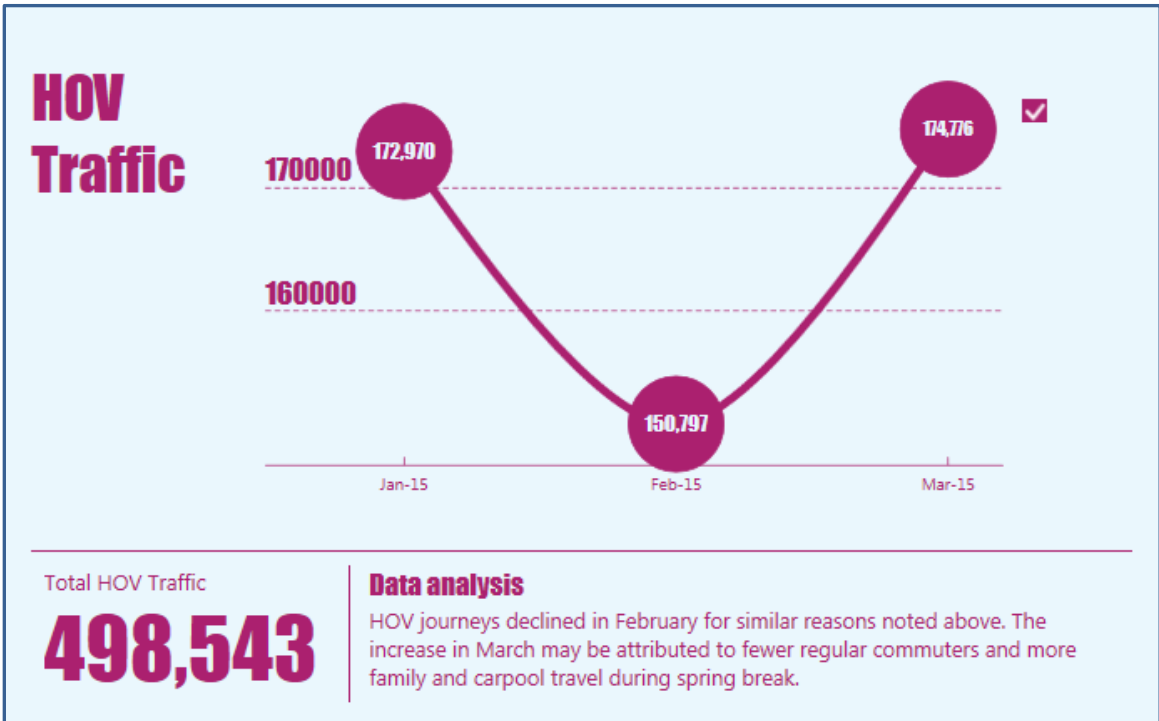 HOV
Traffic
172,970
174,776
170000
160000
150,797
Jan-15
Feb-15
Mar-15
Total HOV Traffic
498,543
Data analysis
HOV journeys declined in February for similar reasons noted above. The
increase in March may be attributed to fewer regular commuters and more
family and carpool travel during spring break.